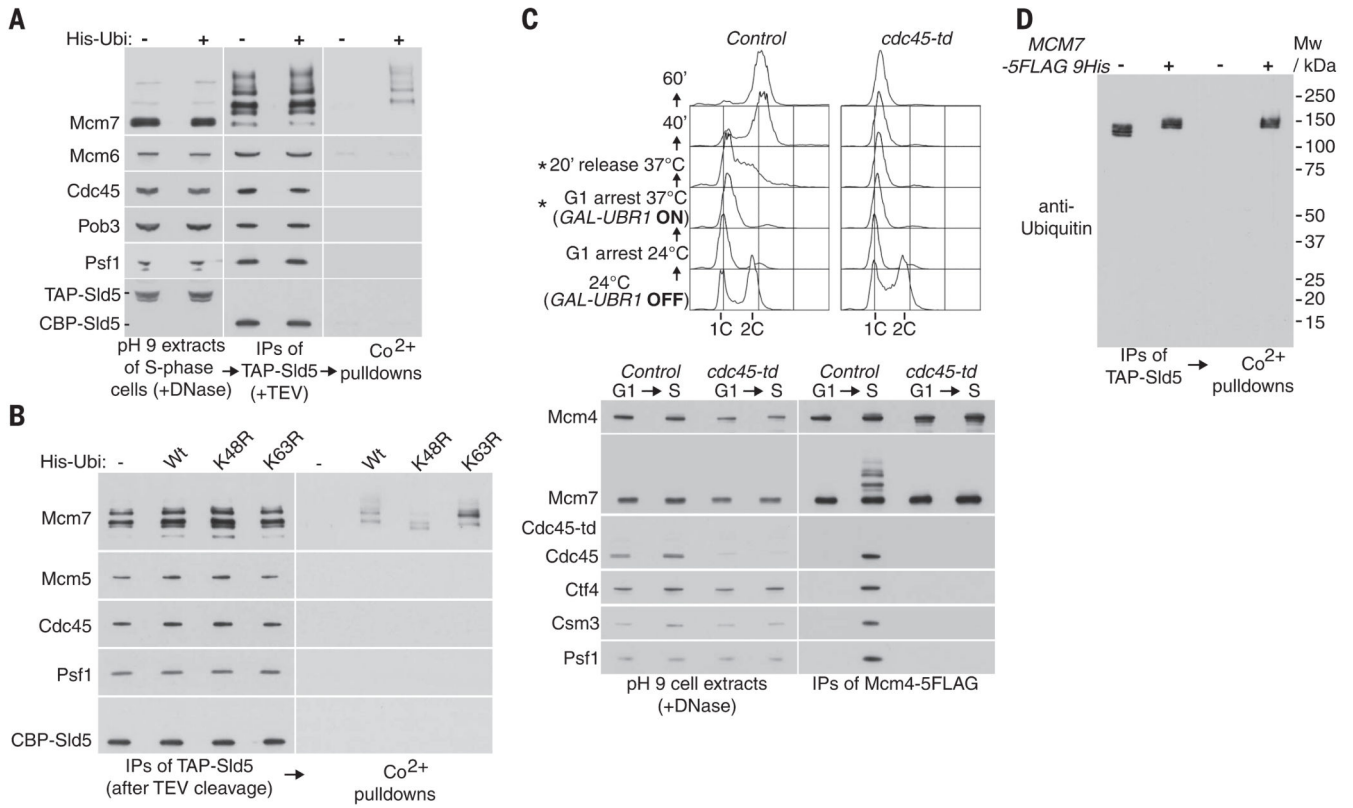 A
His-Ubi: - + - + - +
Mcm7
Mcm6
Cdc45
Pob3
Psf1
TAP-Sld5
CBP-Sld5
pH 9 extracts
of S-phase
cells (+DNase)
IPs of
TAP-Sld5
(+TEV)
Co2+
pulldowns
B
His-Ubi: - Wt K48R K63R - Wt K48R K63R
Mcm7
Mcm5
Cdc45
Psf1
CBP-Sld5
IPs of TAP-Sld5
(after TEV cleavage)
Co2+
pulldowns
C
Control cdc45-td
60'
40'
*20' release 37°C
* G1 arrest 37°C
(GAL-UBR1 ON)
G1 arrest 24°C
24°C
(GAL-UBR1 OFF)
1C 2C 1C 2C
Control cdc45-td Control cdc45-td
G1 → S G1 → S G1 → S G1 → S
Mcm4
Mcm7
Cdc45-td
Cdc45
Ctf4
Csm3
Psf1
pH 9 cell extracts
(+DNase)
IPs of Mcm4-5FLAG
D
MCM7
-5FLAG 9His - + - +
Mw
/ kDa
-250
-150
-100
-75
-50
-37
-25
-20
-15
anti-
Ubiquitin
IPs of
TAP-Sld5
Co2+
pulldowns